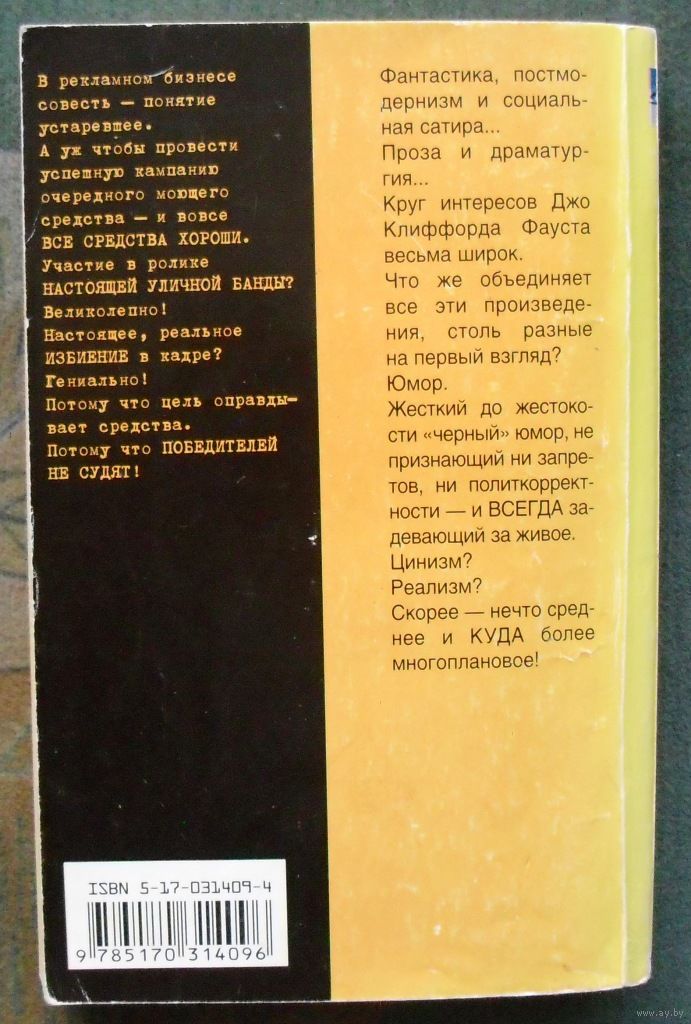 В рекламном бизнесе
совесть — понятие
устаревшее.
А уж чтобы провести
успешную кампанию
очередного моющего
средства — и вовсе
ВСЕ СРЕДСТВА ХОРОШИ.
Участие в ролике
НАСТОЯЩЕЙ УЛИЧНОЙ БАНДЫ?
Великолепно!
Настоящее, реальное
ИЗБИЕНИЕ в кадре?
Гениально!
Потому что цель оправды-
вает средства.
Потому что ПОБЕДИТЕЛЕЙ
НЕ СУДЯТ!
Фантастика, постмо-
дернизм и социаль-
ная сатира...
Проза и драматур-
гия...
Круг интересов Джо
Клиффорда Фауста
весьма широк.
Что же объединяет
все эти произведе-
ния, столь разные
на первый взгляд?
Юмор.
Жесткий до жестоко-
сти «черный» юмор, не
признающий ни запре-
тов, ни политкоррект-
ности — и ВСЕГДА за-
девающий за живое.
Цинизм?
Реализм?
Скорее — нечто сред-
нее и КУДА более
многоплановое!
ISBN 5-17-031409-4
9 785170 314096
www.ay.by